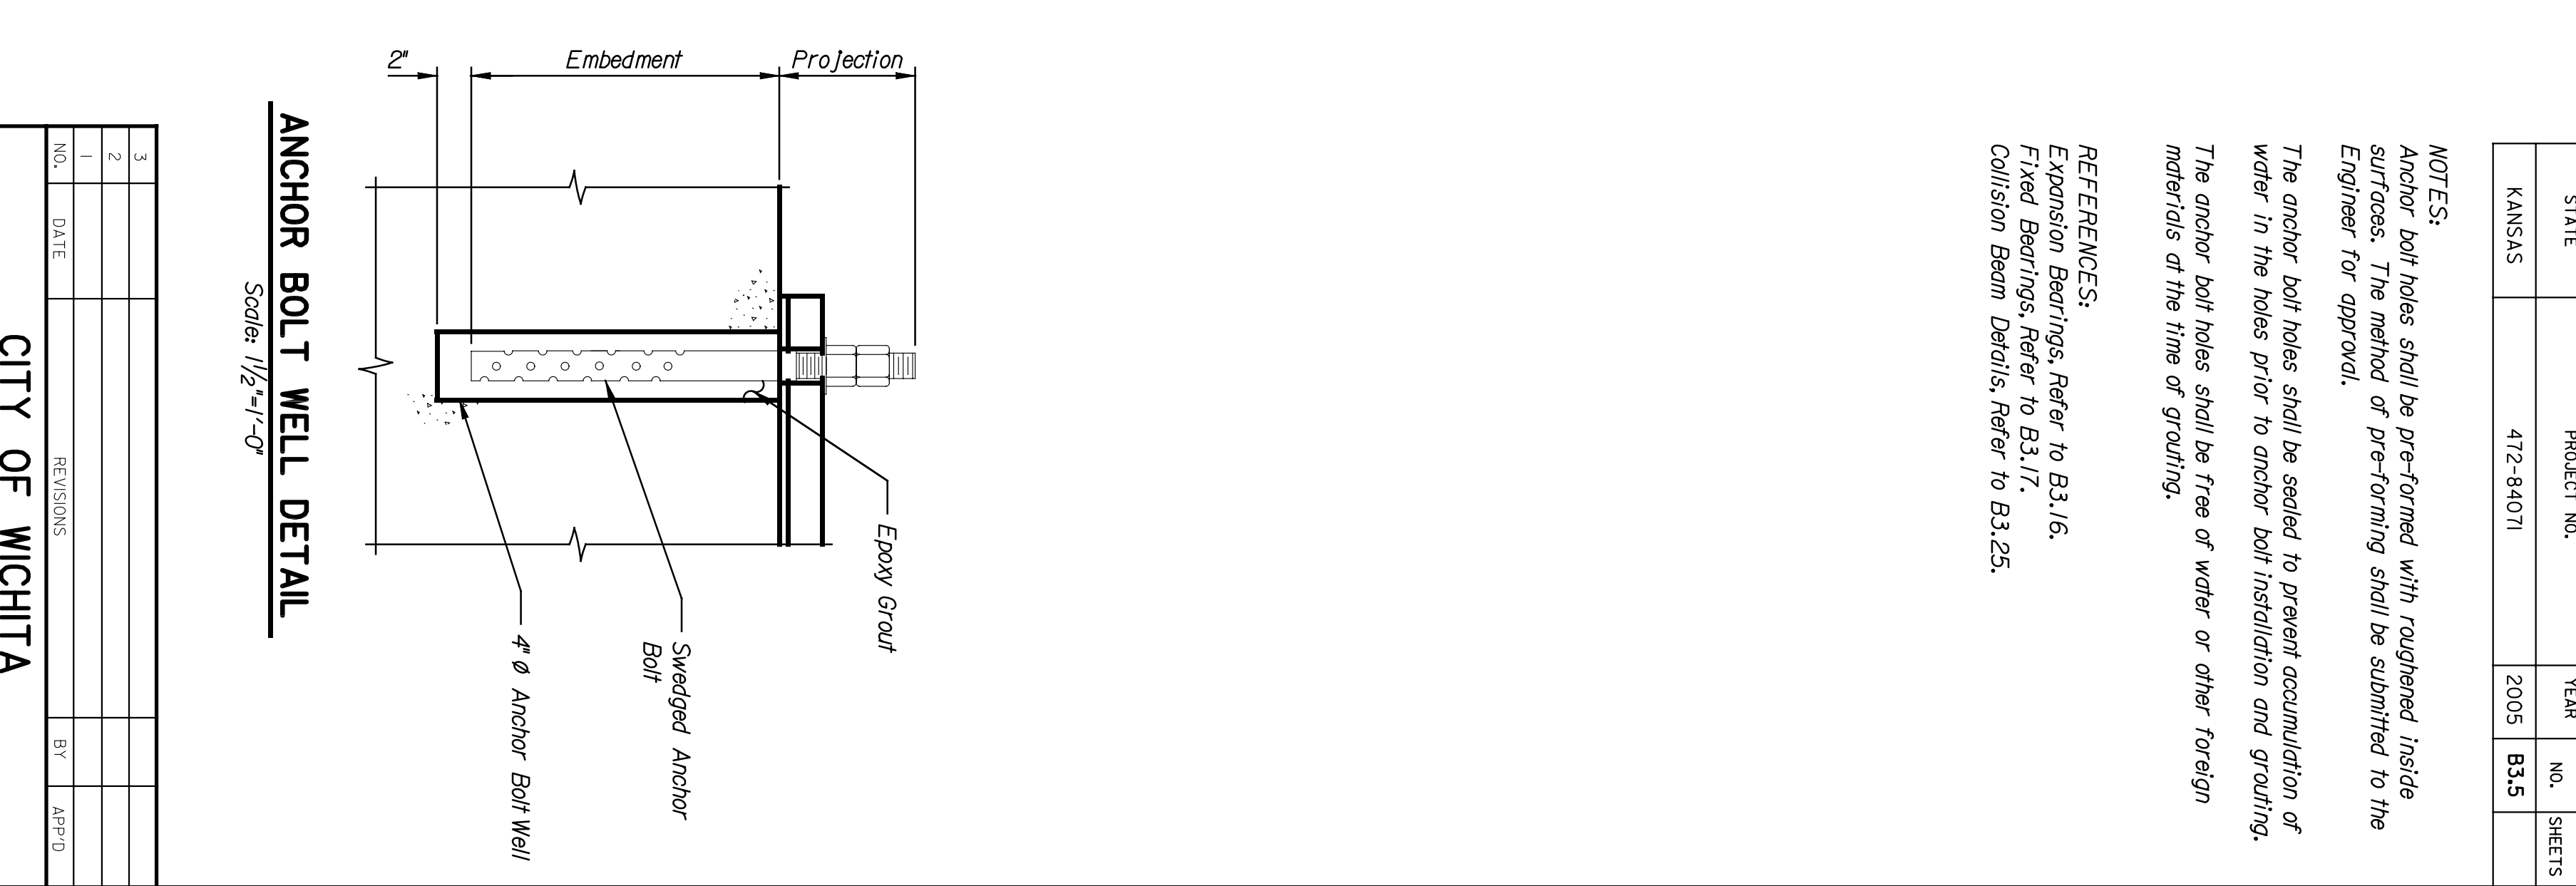 STATE
PROJECT NO.
YEAR
NO.
SHEETS
KANSAS
472-84071
2005
B3.5
NOTES:
Anchor bolt holes shall be pre-formed with roughened inside
surfaces. The method of pre-forming shall be submitted to the
Engineer for approval.
The anchor bolt holes shall be sealed to prevent accumulation of
water in the holes prior to anchor bolt installation and grouting.
The anchor bolt holes shall be free of water or other foreign
materials at the time of grouting.
REFERENCES:
Expansion Bearings, Refer to B3.16.
Fixed Bearings, Refer to B3.17.
Collision Beam Details, Refer to B3.25.
Projection
Embedment
2"
Epoxy Grout
Swedged Anchor
Bolt
4" Ø Anchor Bolt Well
ANCHOR BOLT WELL DETAIL
Scale: 1½"=1'-0"
3
2
1
NO.
DATE
REVISIONS
BY
APP'D
CITY OF WICHITA